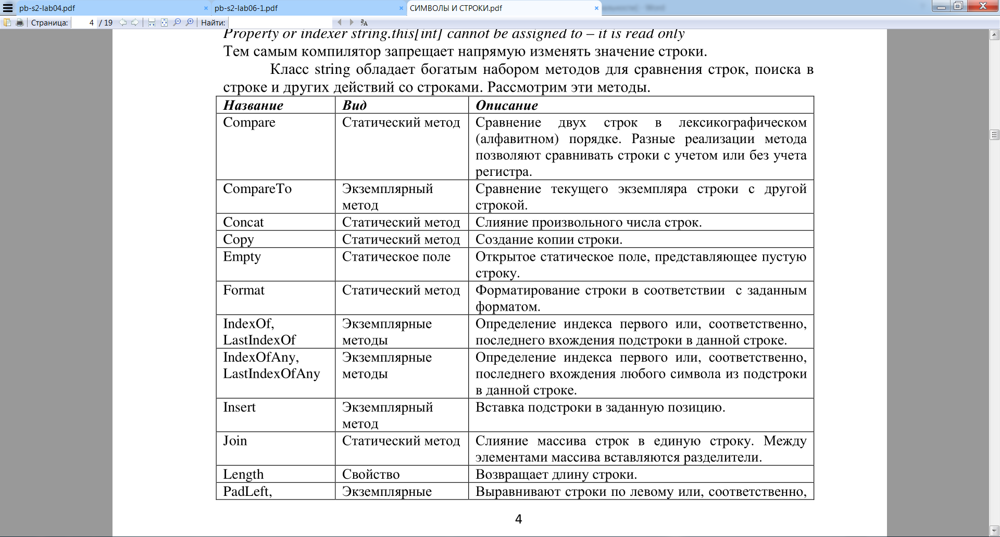 pb-s2-lab04.pdf
pb-s2-lab06-1.pdf
СИМВОЛЫ И СТРОКИ.pdf
Страница: 4 / 19
Найти:
Property or indexer string.this[int] cannot be assigned to – it is read only
Тем самым компилятор запрещает напрямую изменять значение строки.
Класс string обладает богатым набором методов для сравнения строк, поиска в
строке и других действий со строками. Рассмотрим эти методы.
Название Вид Описание
Compare Статический метод Сравнение двух строк в лексикографическом
(алфавитном) порядке. Разные реализации метода
позволяют сравнивать строки с учетом или без учета
регистра.
CompareTo Экземплярный Сравнение текущего экземпляра строки с другой
метод строкой.
Concat Статический метод Слияние произвольного числа строк.
Copy Статический метод Создание копии строки.
Empty Статическое поле Открытое статическое поле, представляющее пустую
строку.
Format Статический метод Форматирование строки в соответствии с заданным
форматом.
IndexOf, Экземплярные Определение индекса первого или, соответственно,
LastIndexOf методы последнего вхождения подстроки в данной строке.
IndexOfAny, Экземплярные Определение индекса первого или, соответственно,
LastIndexOfAny методы последнего вхождения любого символа из подстроки
в данной строке.
Insert Экземплярный Вставка подстроки в заданную позицию.
метод
Join Статический метод Слияние массива строк в единую строку. Между
элементами массива вставляются разделители.
Length Свойство Возвращает длину строки.
PadLeft, Экземплярные Выравнивают строки по левому или, соответственно,
4